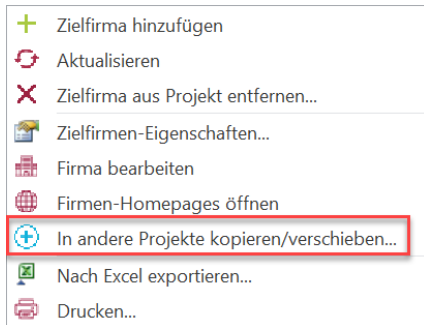 Zielfirma hinzufügen
Aktualisieren
Zielfirma aus Projekt entfernen...
Zielfirmen-Eigenschaften...
Firma bearbeiten
Firmen-Homepages öffnen
In andere Projekte kopieren/verschieben...
Nach Excel exportieren...
Drucken...